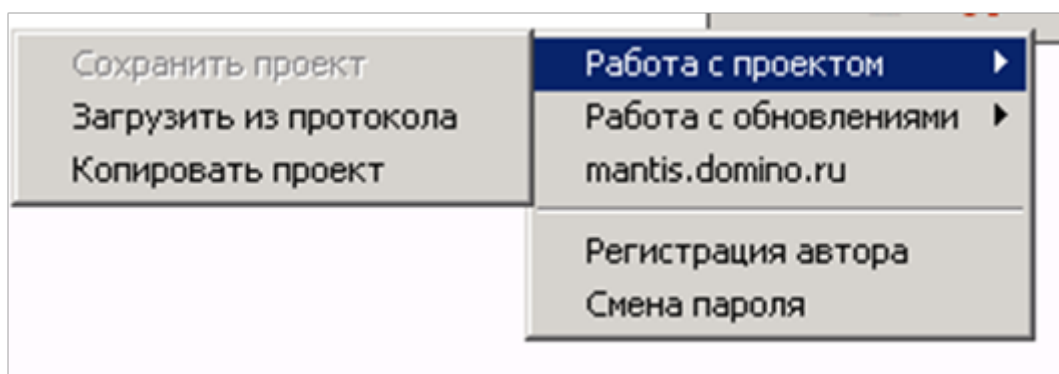 Сохранить проект
Загрузить из протокола
Копировать проект
Работа с проектом
Работа с обновлениями
mantis.domino.ru
Регистрация автора
Смена пароля